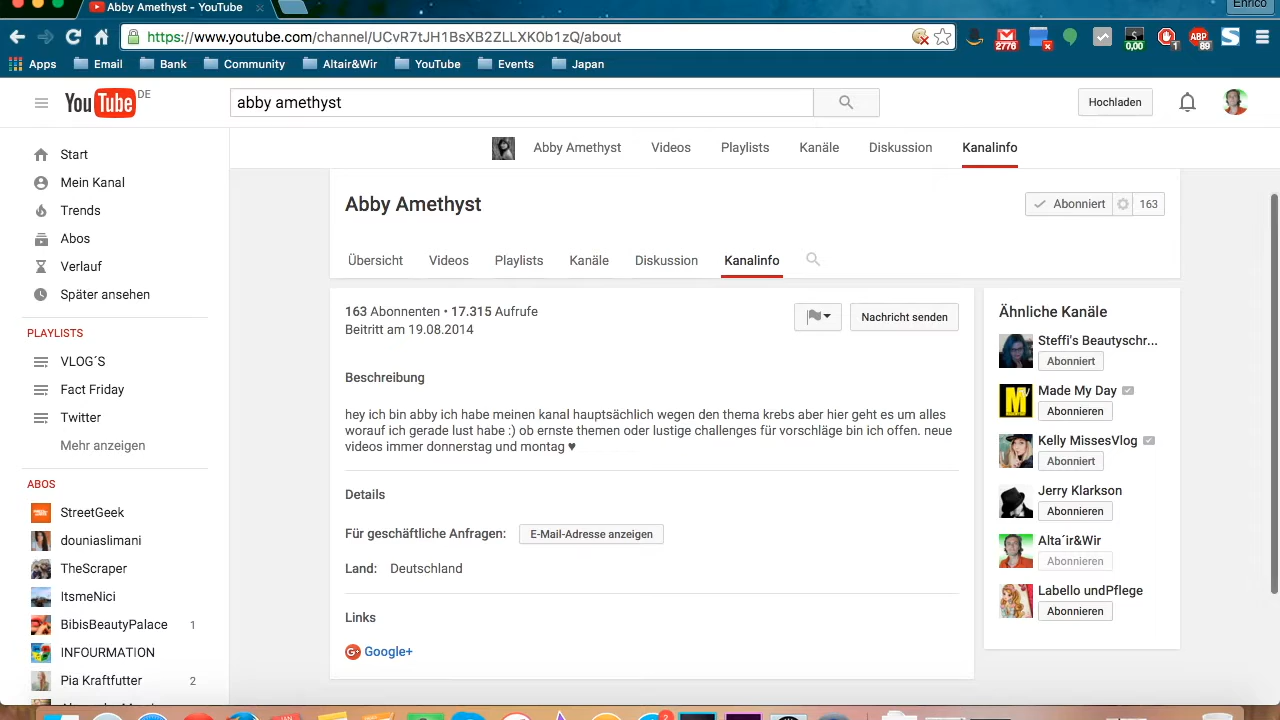 Enrico
Abby Amethyst - YouTube
https://www.youtube.com/channel/UCvR7tJH1BsXB2ZLLXK0b1zQ/about
2776
0,00
1
ABP
89
Apps Email Bank Community Altair&Wir YouTube Events Japan
YouTube DE
abby amethyst
Hochladen
Abby Amethyst Videos Playlists Kanäle Diskussion Kanalinfo
Start
Mein Kanal
Trends
Abos
Verlauf
Später ansehen
PLAYLISTS
VLOG´S
Fact Friday
Twitter
Mehr anzeigen
ABOS
StreetGeek
douniaslimani
TheScraper
ItsmeNici
BibisBeautyPalace 1
INFOURMATION
Pia Kraftfutter 2
Abby Amethyst
Abonniert 163
Übersicht Videos Playlists Kanäle Diskussion Kanalinfo
163 Abonnenten • 17.315 Aufrufe
Beitritt am 19.08.2014
Nachricht senden
Beschreibung
hey ich bin abby ich habe meinen kanal hauptsächlich wegen den thema krebs aber hier geht es um alles
worauf ich gerade lust habe :) ob ernste themen oder lustige challenges für vorschläge bin ich offen. neue
videos immer donnerstag und montag ♥
Details
Für geschäftliche Anfragen: E-Mail-Adresse anzeigen
Land: Deutschland
Links
Google+
Ähnliche Kanäle
Steffi's Beautyschr...
Abonniert
Made My Day
Abonnieren
Kelly MissesVlog
Abonniert
Jerry Klarkson
Abonnieren
Alta´ir&Wir
Abonnieren
Labello undPflege
Abonnieren